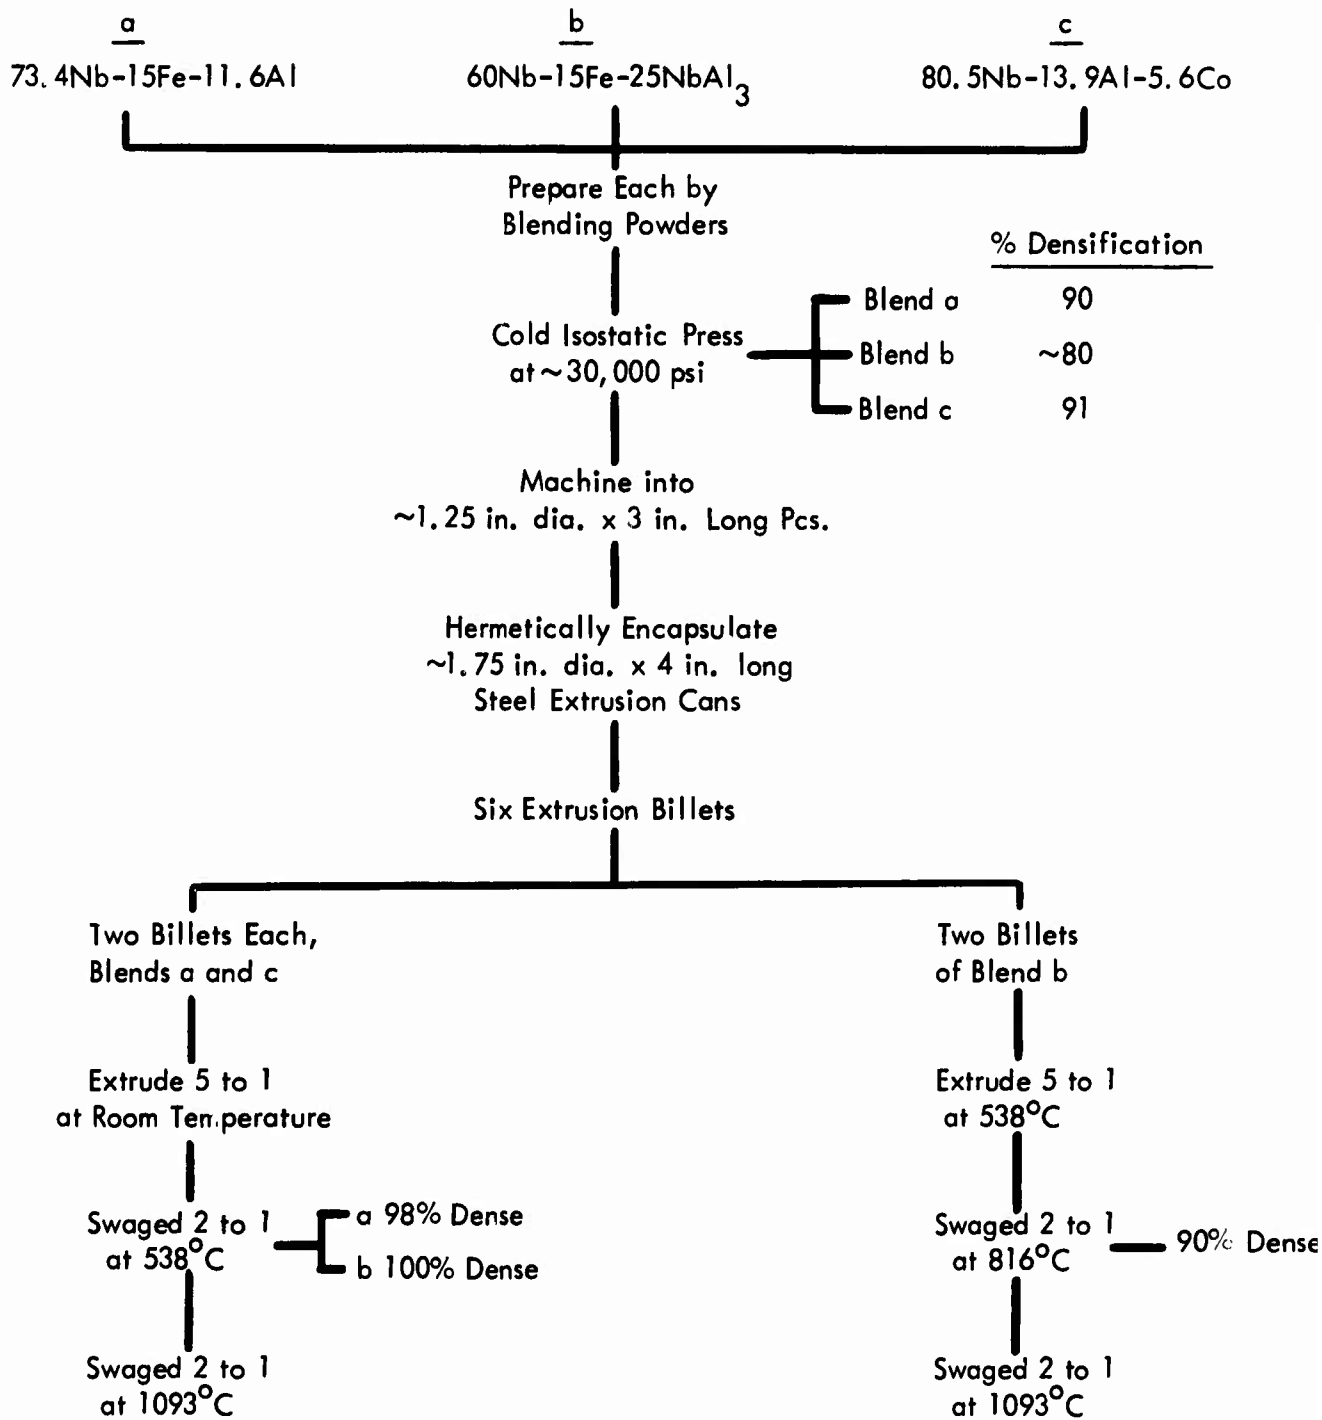 a
b
c
73.4Nb-15Fe-11.6Al
60Nb-15Fe-25NbAl3
80.5Nb-13.9Al-5.6Co
Prepare Each by
Blending Powders
% Densification
Cold Isostatic Press
at ~30,000 psi
Blend a 90
Blend b ~80
Blend c 91
Machine into
~1.25 in. dia. x 3 in. Long Pcs.
Hermetically Encapsulate
~1.75 in. dia. x 4 in. long
Steel Extrusion Cans
Six Extrusion Billets
Two Billets Each,
Blends a and c
Extrude 5 to 1
at Room Temperature
Swaged 2 to 1
at 538°C
a 98% Dense
b 100% Dense
Swaged 2 to 1
at 1093°C
Two Billets
of Blend b
Extrude 5 to 1
at 538°C
Swaged 2 to 1
at 816°C
90% Dense
Swaged 2 to 1
at 1093°C